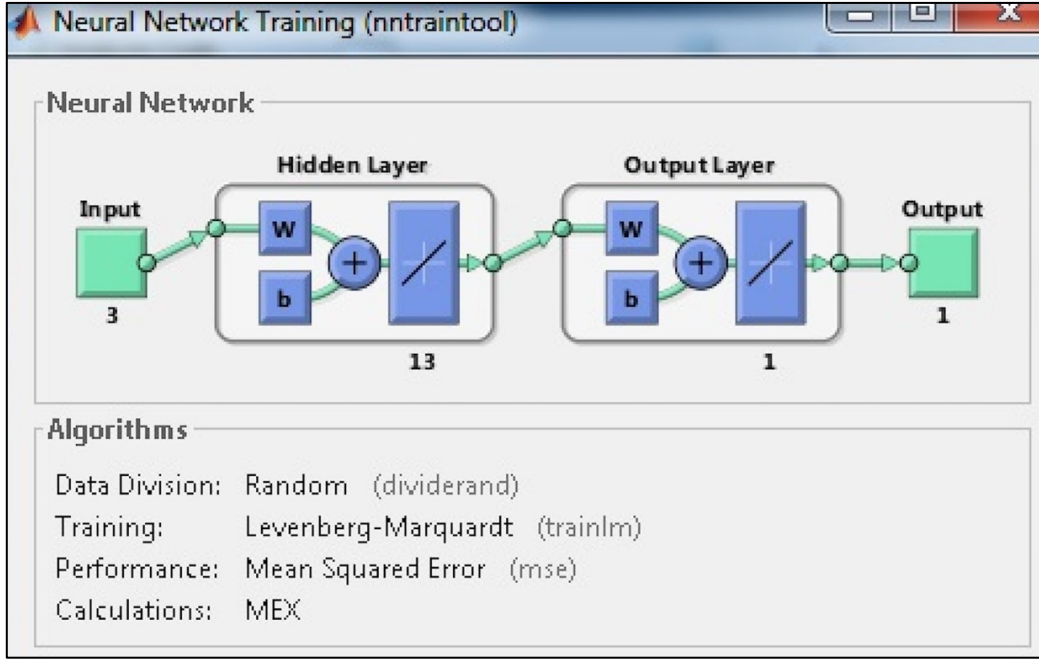 Neural Network Training (nntraintool)
Neural Network
Hidden Layer
Output Layer
Input
Output
W
b
W
b
3
13
1
1
Algorithms
Data Division: Random (dividerand)
Training: Levenberg-Marquardt (trainlm)
Performance: Mean Squared Error (mse)
Calculations: MEX